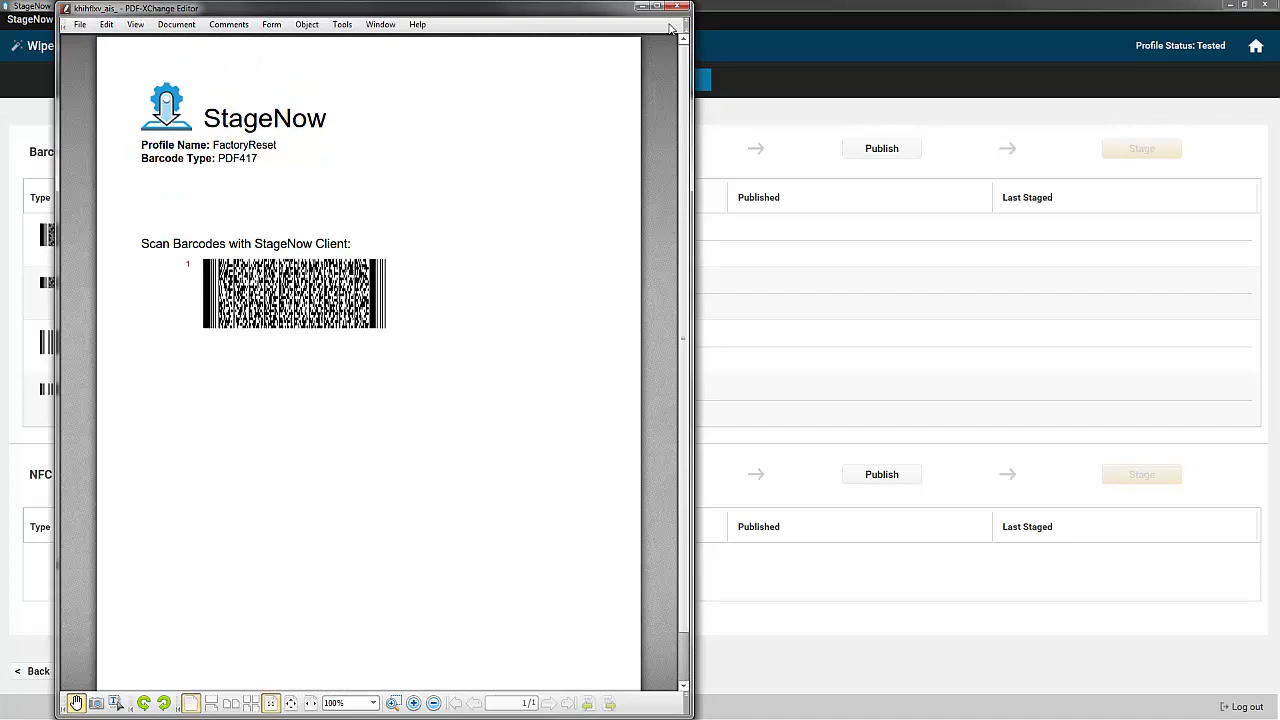 StageNow
khihflxv_ais_ - PDF-XChange Editor
File Edit View Document Comments Form Object Tools Window Help
StageNow
Wipe
Profile Status: Tested
StageNow
Profile Name: FactoryReset
Barcode Type: PDF417
Barc
Publish
Stage
Type
Published
Last Staged
Scan Barcodes with StageNow Client:
1
NFC
Publish
Stage
Type
Published
Last Staged
< Back
100%
1/1
Log out